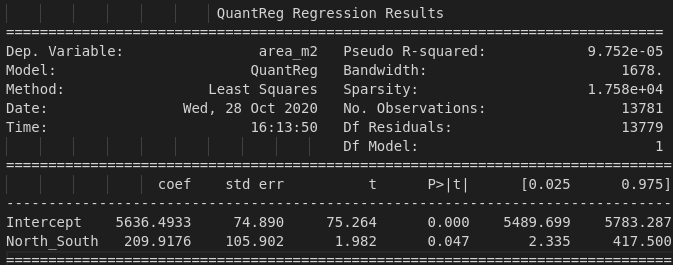 QuantReg Regression Results
==============================================================================
Dep. Variable: area_m2 Pseudo R-squared: 9.752e-05
Model: QuantReg Bandwidth: 1678.
Method: Least Squares Sparsity: 1.758e+04
Date: Wed, 28 Oct 2020 No. Observations: 13781
Time: 16:13:50 Df Residuals: 13779
Df Model: 1
===============================================================================
coef std err t P>|t| [0.025 0.975]
-------------------------------------------------------------------------------
Intercept 5636.4933 74.890 75.264 0.000 5489.699 5783.287
North_South 209.9176 105.902 1.982 0.047 2.335 417.500
===============================================================================